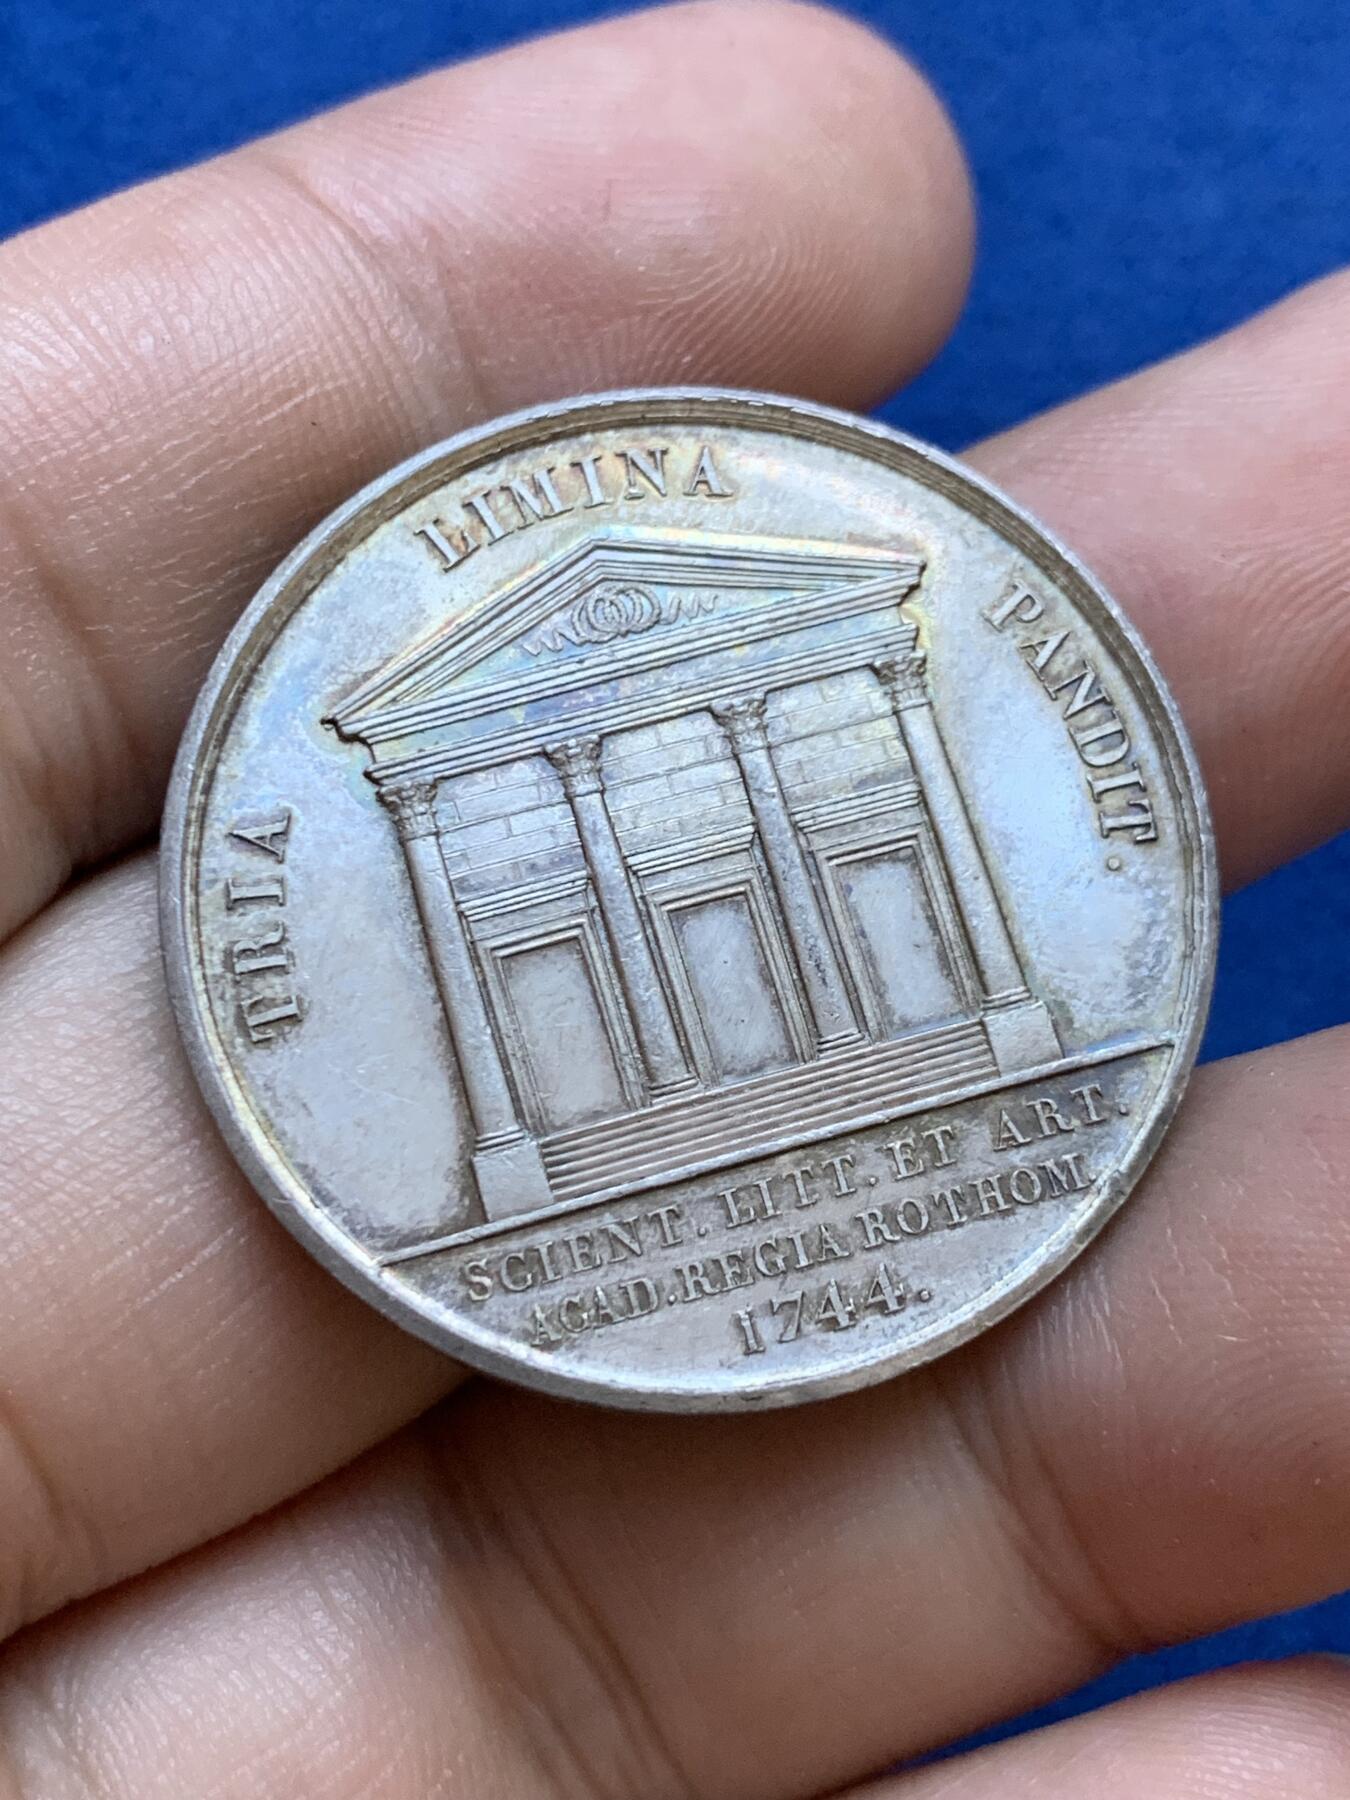 TRIA LIMINA PANDIT.
SCIENT. LITT. ET ART.
ACAD. REGIA ROTHOM.
1744.